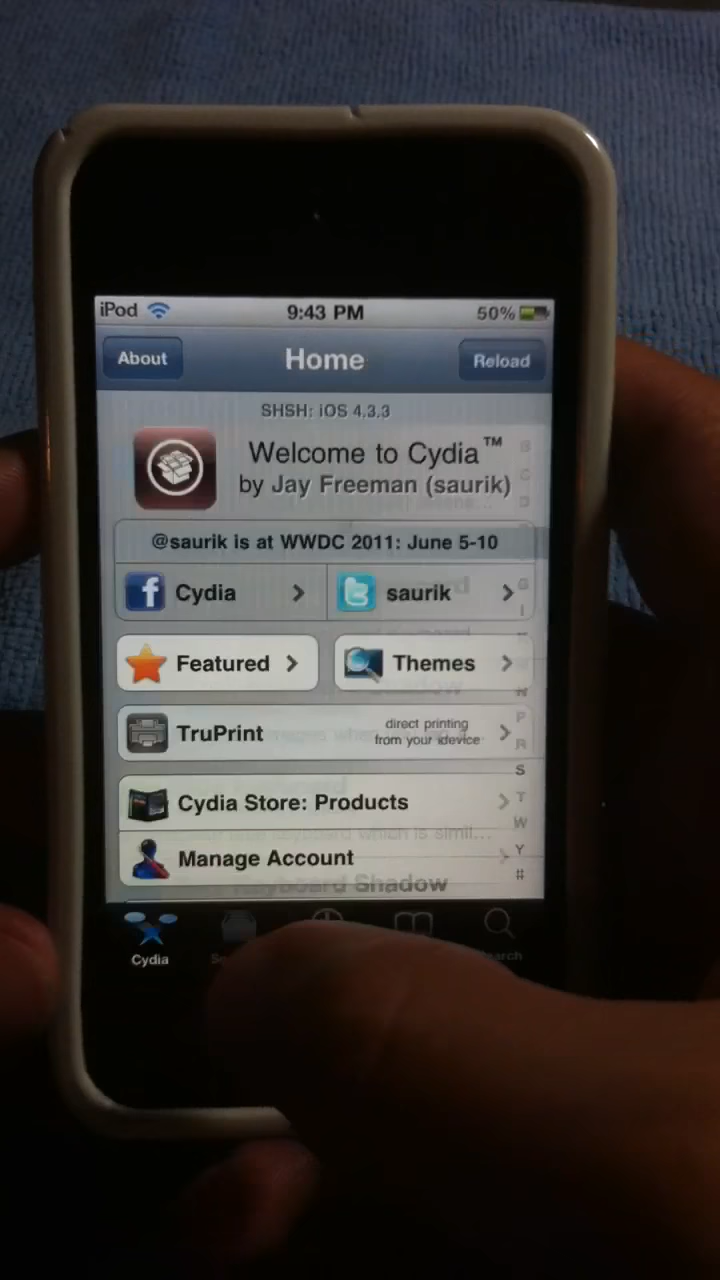 iPod 9:43 PM 50%
About Home Reload
SHSH: iOS 4.3.3
Welcome to Cydia™
by Jay Freeman (saurik)
@saurik is at WWDC 2011: June 5-10
Cydia saurik
Featured Themes
TruPrint direct printing
from your idevice
Cydia Store: Products
Manage Account
Keyboard Shadow
S
T
W
Y
#
Cydia